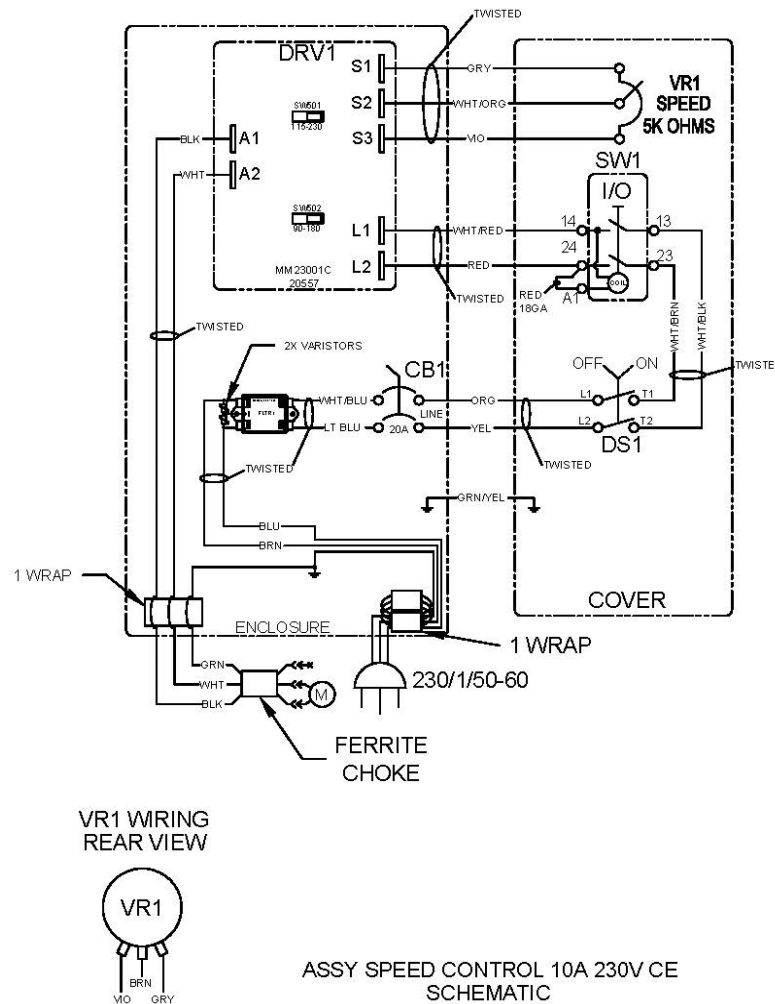 TWISTED
DRV1
S1
GRY
VR1
SPEED
5K OHMS
SW501
115-230
S2
WHT/ORG
S3
VIO
BLK
A1
WHT
A2
SW1
I/O
SW502
90-180
L1
WHT/RED
14
13
24
23
L2
RED
MM23001C
20557
TWISTED
RED
18GA
A1
COIL
WHT/BRN
WHT/BLK
TWISTED
2X VARISTORS
OFF
ON
TWISTE
CB1
FLTR1
WHT/BLU
LINE
ORG
L1
T1
LT BLU
20A
YEL
L2
T2
DS1
TWISTED
TWISTED
GRN/YEL
BLU
BRN
1 WRAP
COVER
ENCLOSURE
1 WRAP
GRN
WHT
M
230/1/50-60
BLK
FERRITE
CHOKE
VR1 WIRING
REAR VIEW
VR1
BRN
VIO
GRY
ASSY SPEED CONTROL 10A 230V CE
SCHEMATIC